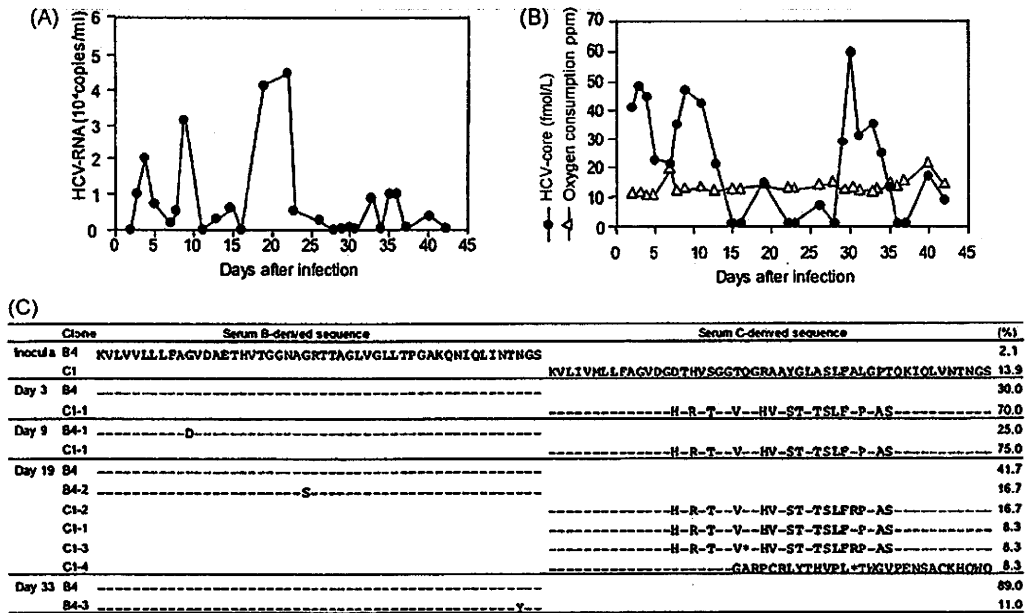 (A)
HCV-RNA (10⁴copies/ml)
6
5
4
3
2
1
0
0 5 10 15 20 25 30 35 40 45
Days after infection
(B)
HCV-core (fmol/L)
Oxygen consumption ppm
70
60
50
40
30
20
10
0
0 5 10 15 20 25 30 35 40 45
Days after infection
(C)
Clone Serum B-derived sequence Serum C-derived sequence (%)
Inocula B4 KVLVVLLLFAGVDAETHVTGGNAGRTTAGLVGLLTPGAKQNIQLINTNGS 2.1
C1 KVLIVMLLFAGVDGDTHVSGGTQGRAAYGLASLFALGPTQKIQLVNTNGS 13.9
Day 3 B4 -------------------------------------------------- 30.0
C1-1 --------------H-R-T--V--HV-ST-TSLF-P-AS----------- 70.0
Day 9 B4-1 ----------D--------------------------------------- 25.0
C1-1 --------------H-R-T--V--HV-ST-TSLF-P-AS----------- 75.0
Day 19 B4 -------------------------------------------------- 41.7
B4-2 -----------------------S-------------------------- 16.7
C1-2 --------------H-R-T--V--HV-ST-TSLFRP-AS----------- 16.7
C1-1 --------------H-R-T--V--HV-ST-TSLF-P-AS----------- 8.3
C1-3 --------------H-R-T--V*-HV-ST-TSLFRP-AS----------- 8.3
C1-4 ---------------------GARPCRLYTHVPL*TWGVPENSACKHQWQ 8.3
Day 33 B4 -------------------------------------------------- 89.0
B4-3 -----------------------------------------------Y-- 11.0